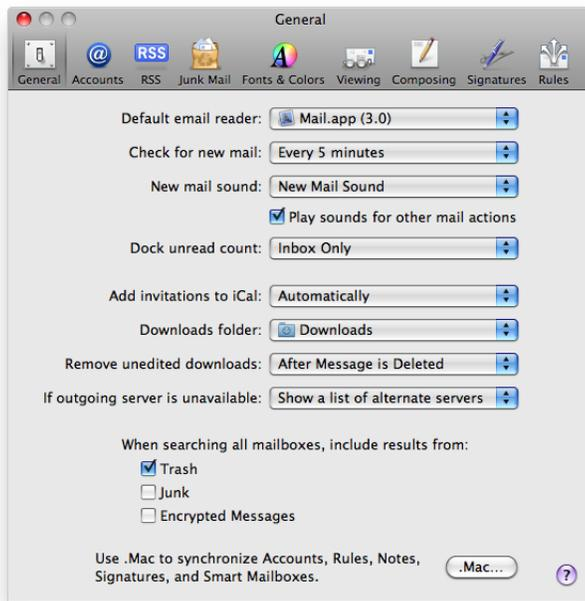 General
@
RSS
A
General Accounts RSS Junk Mail Fonts & Colors Viewing Composing Signatures Rules
Default email reader: Mail.app (3.0)
Check for new mail: Every 5 minutes
New mail sound: New Mail Sound
Play sounds for other mail actions
Dock unread count: Inbox Only
Add invitations to iCal: Automatically
Downloads folder: Downloads
Remove unedited downloads: After Message is Deleted
If outgoing server is unavailable: Show a list of alternate servers
When searching all mailboxes, include results from:
Trash
Junk
Encrypted Messages
Use .Mac to synchronize Accounts, Rules, Notes,
Signatures, and Smart Mailboxes.
.Mac...
?